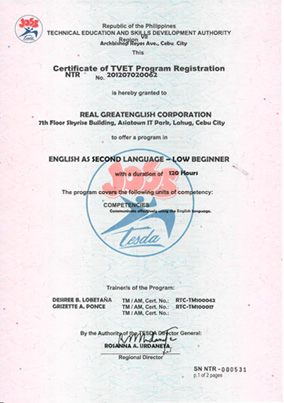 Republic of the Philippines
TECHNICAL EDUCATION AND SKILLS DEVELOPMENT AUTHORITY
Region VII
Archbishop Reyes Ave., Cebu City
This
Certificate of TVET Program Registration
NTR No. 201207020062
is hereby granted to
REAL GREATENGLISH CORPORATION
7th Floor Skyrise Building, Asiatown IT Park, Lahug, Cebu City
to offer a program in
ENGLISH AS SECOND LANGUAGE – LOW BEGINNER
with a duration of 120 Hours
The program covers the following units of competency:
COMPETENCIES
Communicate effectively using the English language.
Jobs
Tesda
Trainer/s of the Program:
DESIREE B. LOBETAÑA TM / AM, Cert. No.: RTC-TM100042
GRIZETTE A. PONCE TM / AM, Cert. No.: RTC-TM100017
TM / AM, Cert. No.:
By the Authority of the TESDA Director General:
ROSANNA A. URDANETA
Regional Director
SN NTR - 000531
p.1 of 2 pages